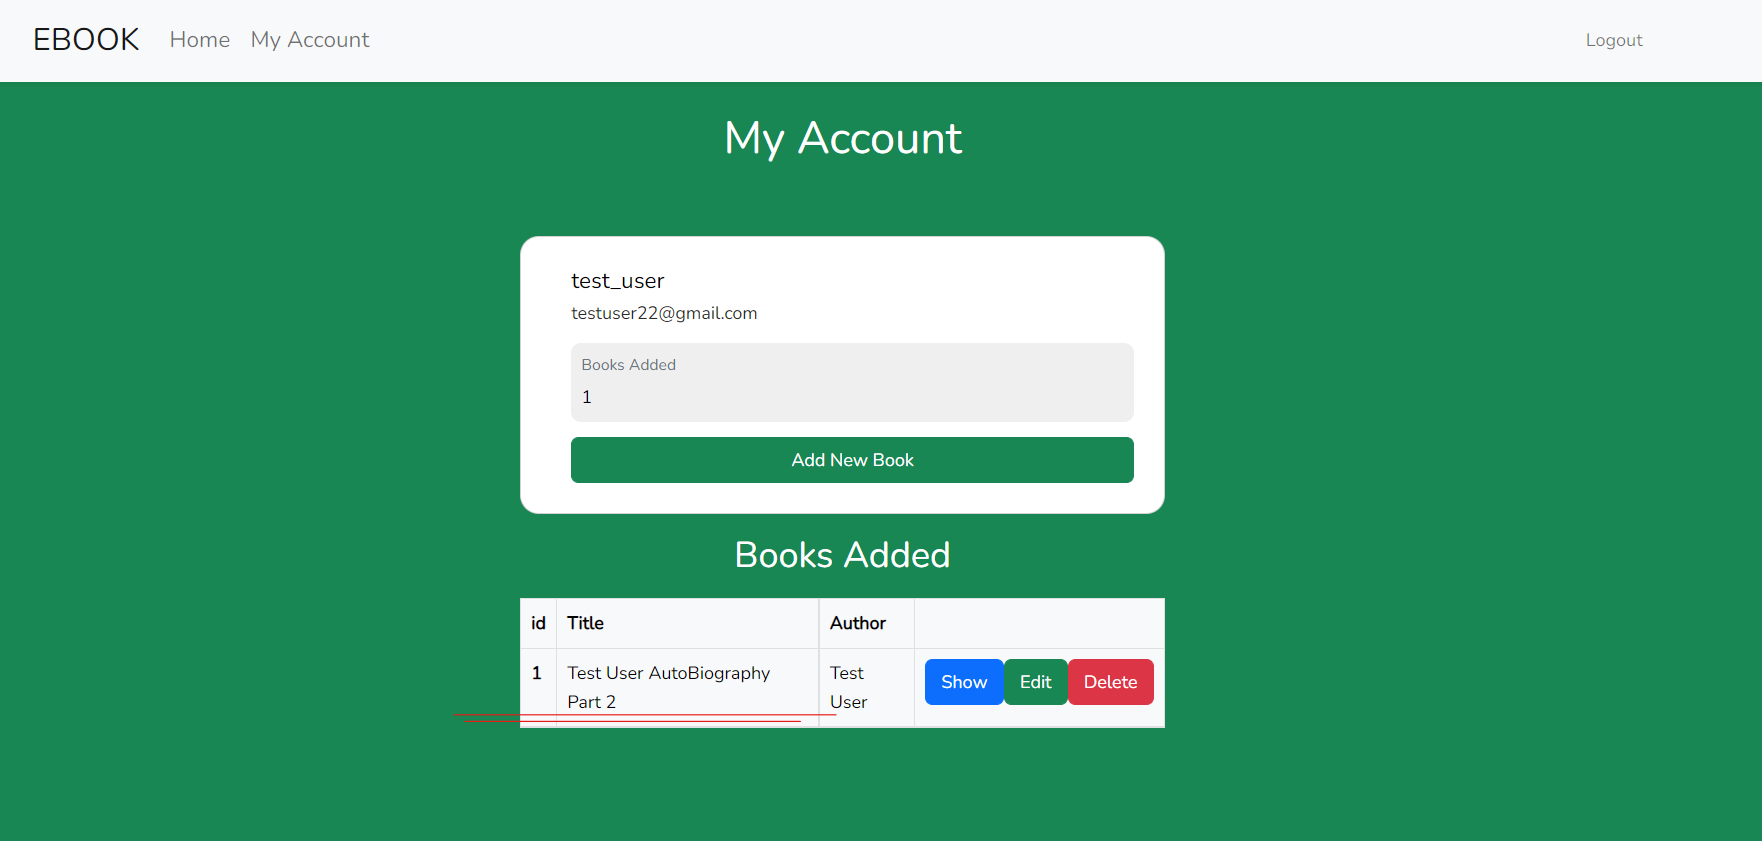 EBOOK Home My Account Logout
My Account
test_user
testuser22@gmail.com
Books Added
1
Add New Book
Books Added
id Title Author
1 Test User AutoBiography Test Show Edit Delete
Part 2 User